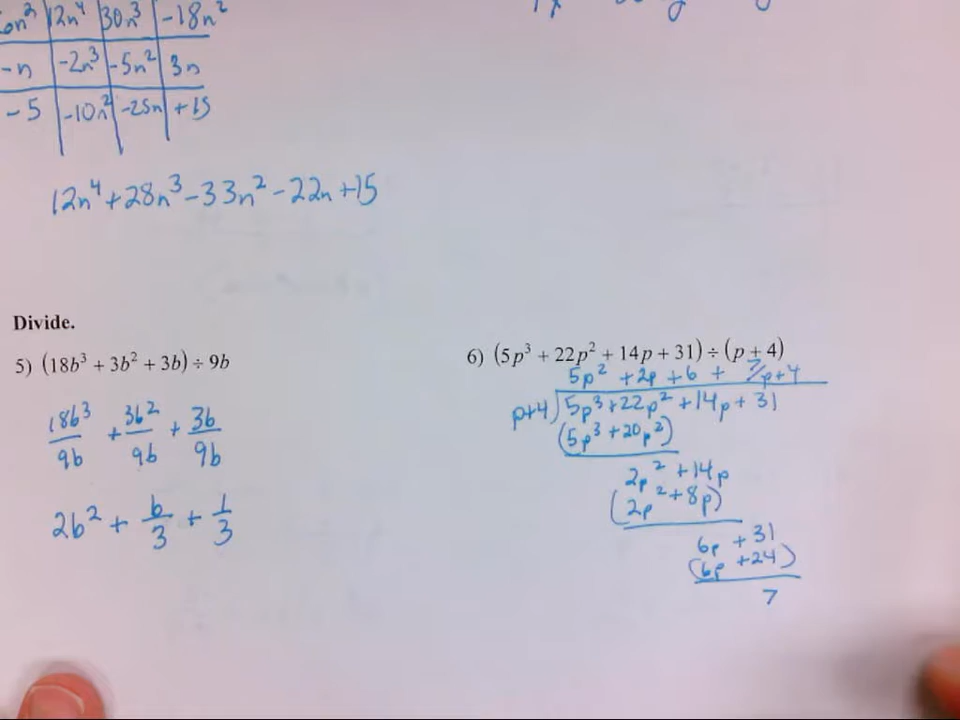 6n² | 12n⁴ | 30n³ | -18n²
-n | -2n³ | -5n² | 3n
-5 | -10n² | -25n | +15
12n⁴ + 28n³ - 33n² - 22n + 15
Divide.
5) (18b³ + 3b² + 3b) ÷ 9b
18b³/9b + 3b²/9b + 3b/9b
2b² + b/3 + 1/3
6) (5p³ + 22p² + 14p + 31) ÷ (p + 4)
5p² + 2p + 6 + 7/p+4
p+4 ) 5p³ + 22p² + 14p + 31
(5p³ + 20p²)
2p² + 14p
(2p² + 8p)
6p + 31
(6p + 24)
7